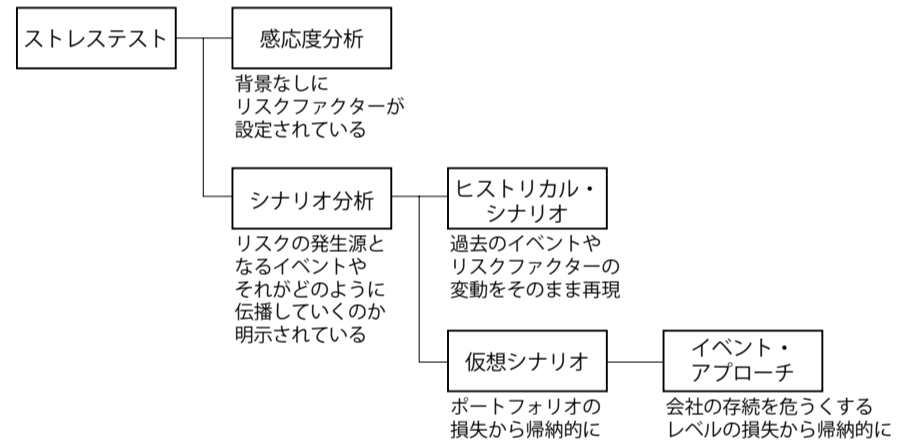 ストレステスト
感応度分析
背景なしに
リスクファクターが
設定されている
シナリオ分析
リスクの発生源と
なるイベントや
それがどのように
伝播していくのか
明示されている
ヒストリカル・
シナリオ
過去のイベントや
リスクファクターの
変動をそのまま再現
仮想シナリオ
ポートフォリオの
損失から帰納的に
イベント・
アプローチ
会社の存続を危うくする
レベルの損失から帰納的に